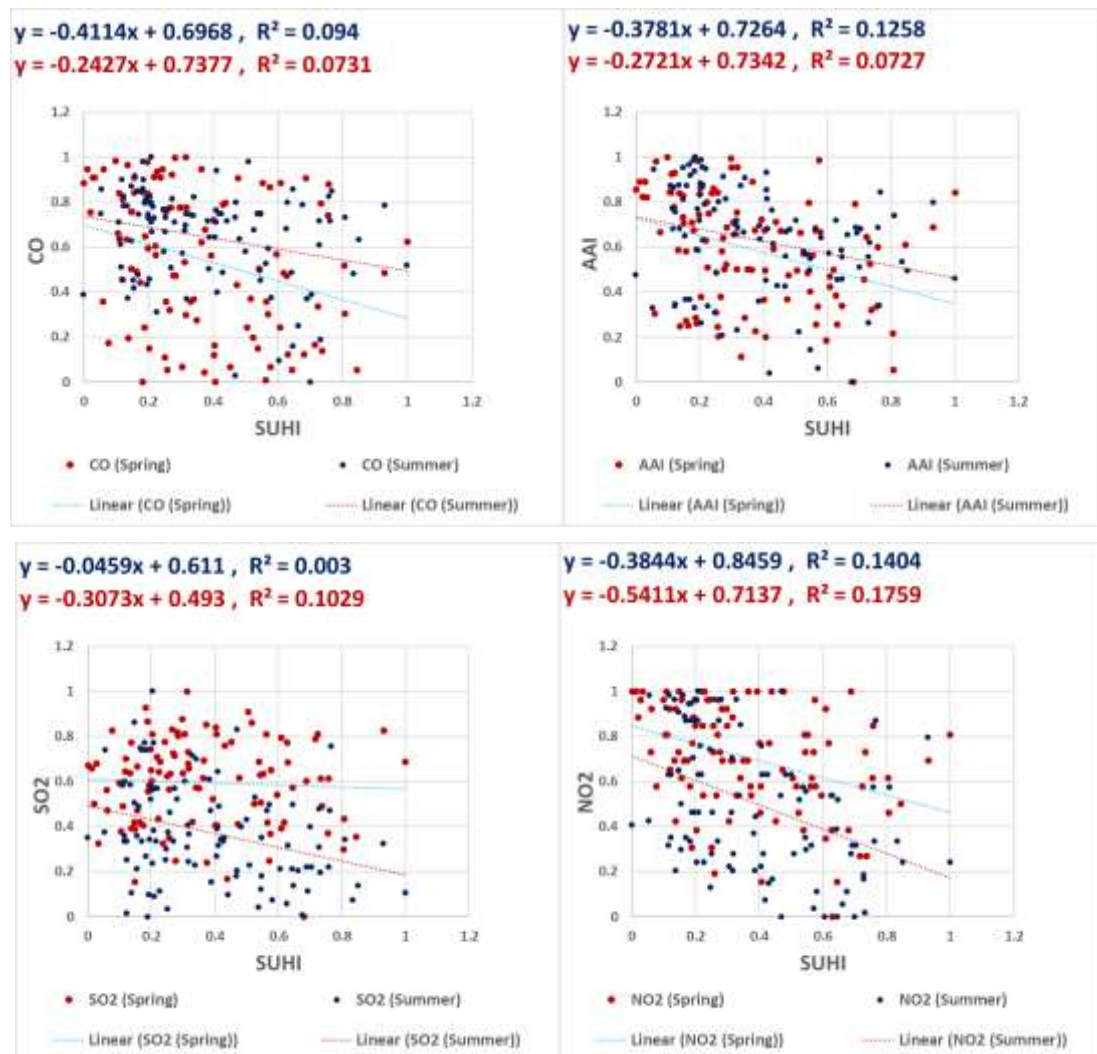 y = -0.4114x + 0.6968 , R² = 0.094
y = -0.2427x + 0.7377 , R² = 0.0731
1.2
1
0.8
0.6
0.4
0.2
0
CO
0 0.2 0.4 0.6 0.8 1 1.2
SUHI
CO (Spring) CO (Summer)
Linear (CO (Spring)) Linear (CO (Summer))
y = -0.3781x + 0.7264 , R² = 0.1258
y = -0.2721x + 0.7342 , R² = 0.0727
1.2
1
0.8
0.6
0.4
0.2
0
AAI
0 0.2 0.4 0.6 0.8 1 1.2
SUHI
AAI (Spring) AAI (Summer)
Linear (AAI (Spring)) Linear (AAI (Summer))
y = -0.0459x + 0.611 , R² = 0.003
y = -0.3073x + 0.493 , R² = 0.1029
1.2
1
0.8
0.6
0.4
0.2
0
SO2
0 0.2 0.4 0.6 0.8 1 1.2
SUHI
SO2 (Spring) SO2 (Summer)
Linear (SO2 (Spring)) Linear (SO2 (Summer))
y = -0.3844x + 0.8459 , R² = 0.1404
y = -0.5411x + 0.7137 , R² = 0.1759
1.2
1
0.8
0.6
0.4
0.2
0
NO2
0 0.2 0.4 0.6 0.8 1 1.2
SUHI
NO2 (Spring) NO2 (Summer)
Linear (NO2 (Spring)) Linear (NO2 (Summer))